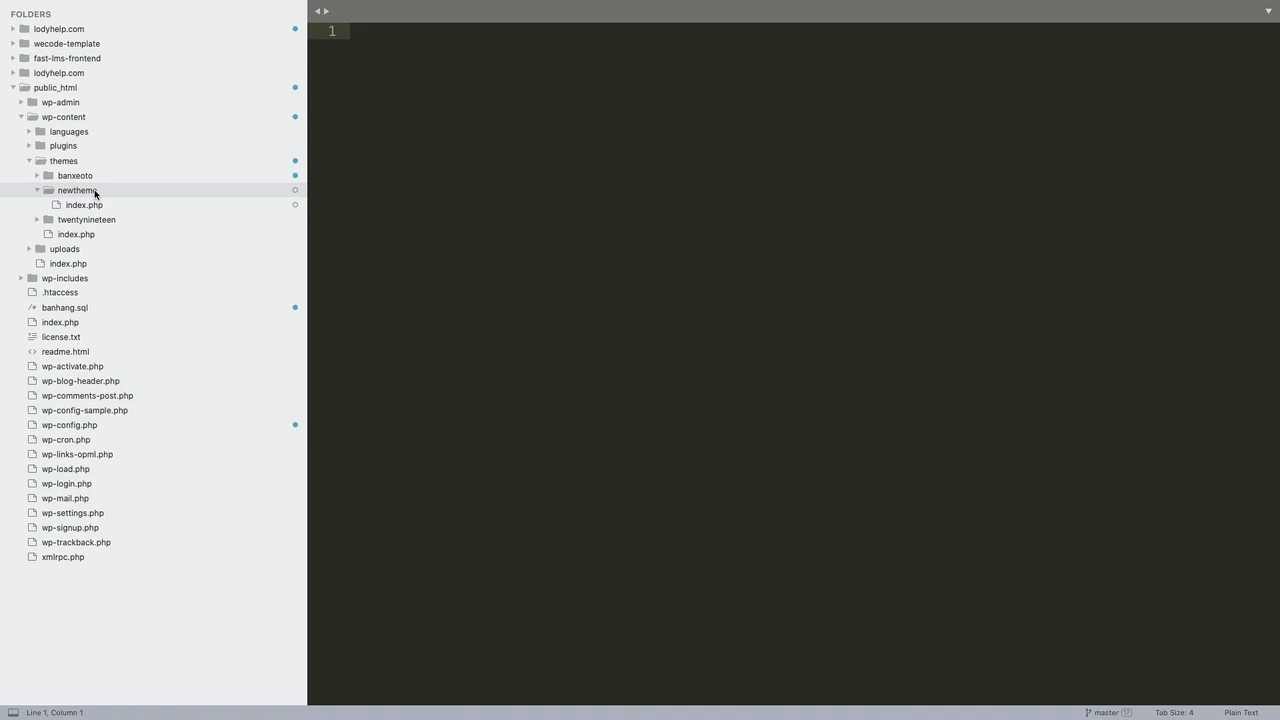 FOLDERS
lodyhelp.com
wecode-template
fast-lms-frontend
lodyhelp.com
public_html
wp-admin
wp-content
languages
plugins
themes
banxeoto
newtheme
index.php
twentynineteen
index.php
uploads
index.php
wp-includes
.htaccess
/* banhang.sql
index.php
license.txt
<> readme.html
wp-activate.php
wp-blog-header.php
wp-comments-post.php
wp-config-sample.php
wp-config.php
wp-cron.php
wp-links-opml.php
wp-load.php
wp-login.php
wp-mail.php
wp-settings.php
wp-signup.php
wp-trackback.php
xmlrpc.php
1
Line 1, Column 1
master 17 Tab Size: 4 Plain Text